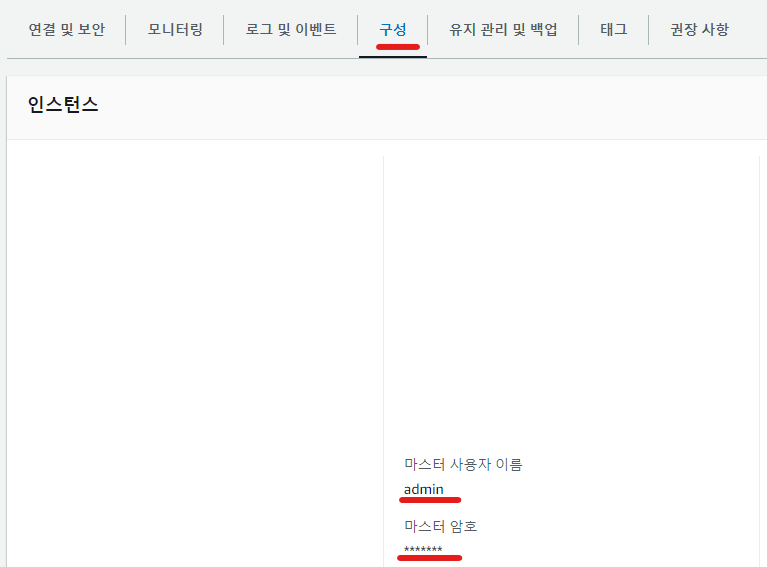 연결 및 보안 모니터링 로그 및 이벤트 구성 유지 관리 및 백업 태그 권장 사항
인스턴스
마스터 사용자 이름
admin
마스터 암호
*******